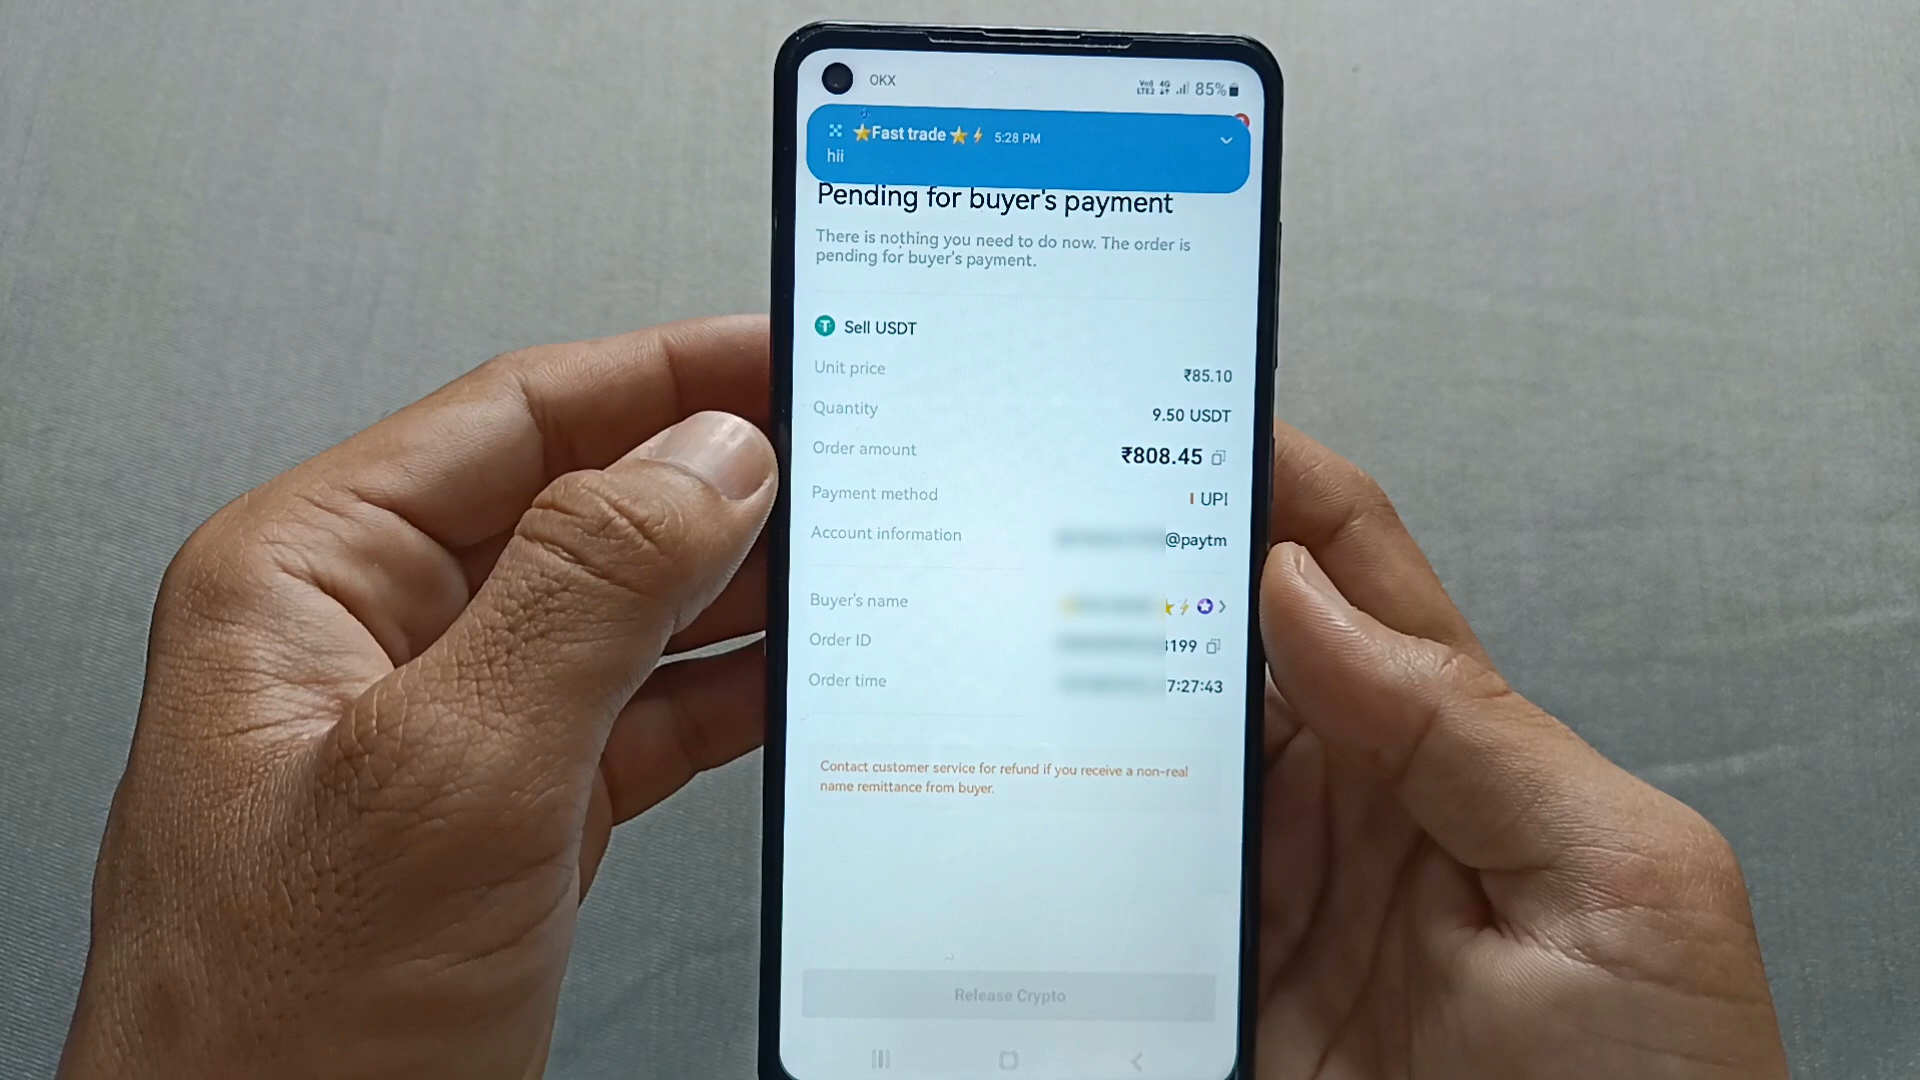 OKX
Vo)) 4G
LTE2 85%
⭐Fast trade⭐⚡ 5:28 PM
hii
Pending for buyer's payment
There is nothing you need to do now. The order is
pending for buyer's payment.
Sell USDT
Unit price ₹85.10
Quantity 9.50 USDT
Order amount ₹808.45
Payment method UPI
Account information @paytm
Buyer's name
Order ID 199
Order time 7:27:43
Contact customer service for refund if you receive a non-real
name remittance from buyer.
Release Crypto